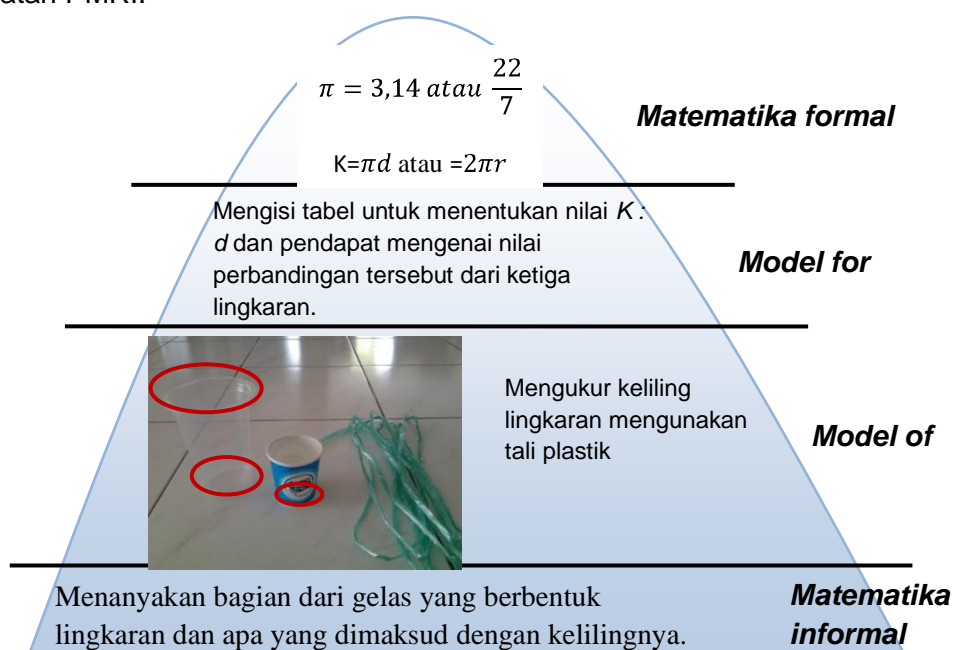 π = 3,14 atau 22/7
Matematika formal
K=πd atau =2πr
Mengisi tabel untuk menentukan nilai K :
d dan pendapat mengenai nilai
perbandingan tersebut dari ketiga
lingkaran.
Model for
Mengukur keliling
lingkaran mengunakan
tali plastik
Model of
Menanyakan bagian dari gelas yang berbentuk
lingkaran dan apa yang dimaksud dengan kelilingnya.
Matematika
informal